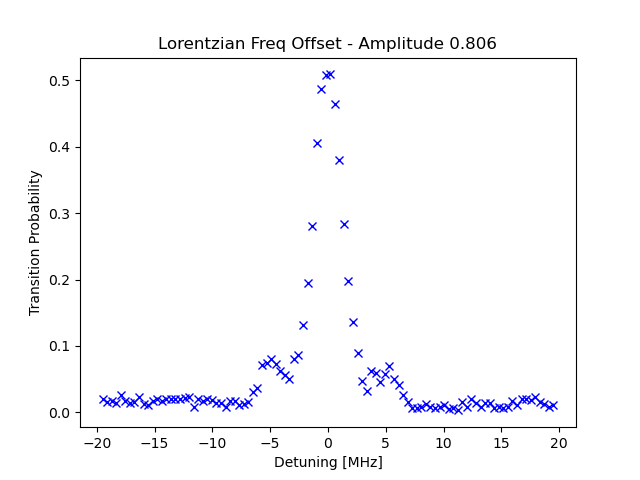 Lorentzian Freq Offset - Amplitude 0.806
0.5
0.4
0.3
0.2
0.1
0.0
Transition Probability
−20 −15 −10 −5 0 5 10 15 20
Detuning [MHz]